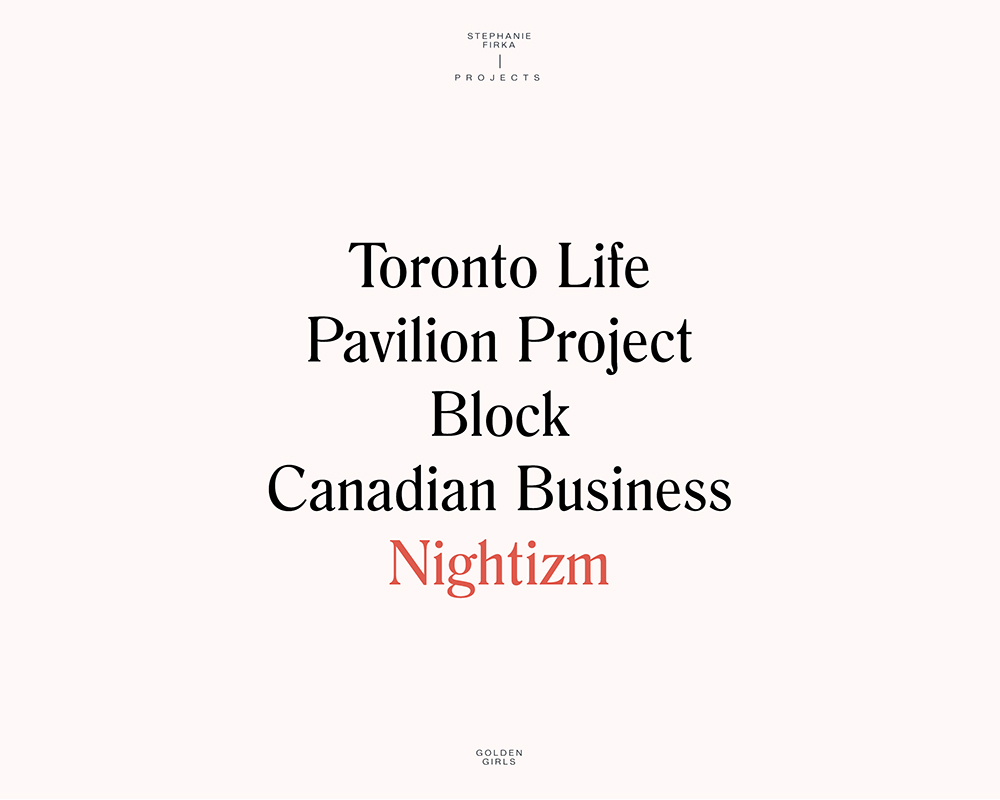 STEPHANIE
FIRKA
PROJECTS
Toronto Life
Pavilion Project
Block
Canadian Business
Nightizm
GOLDEN
GIRLS